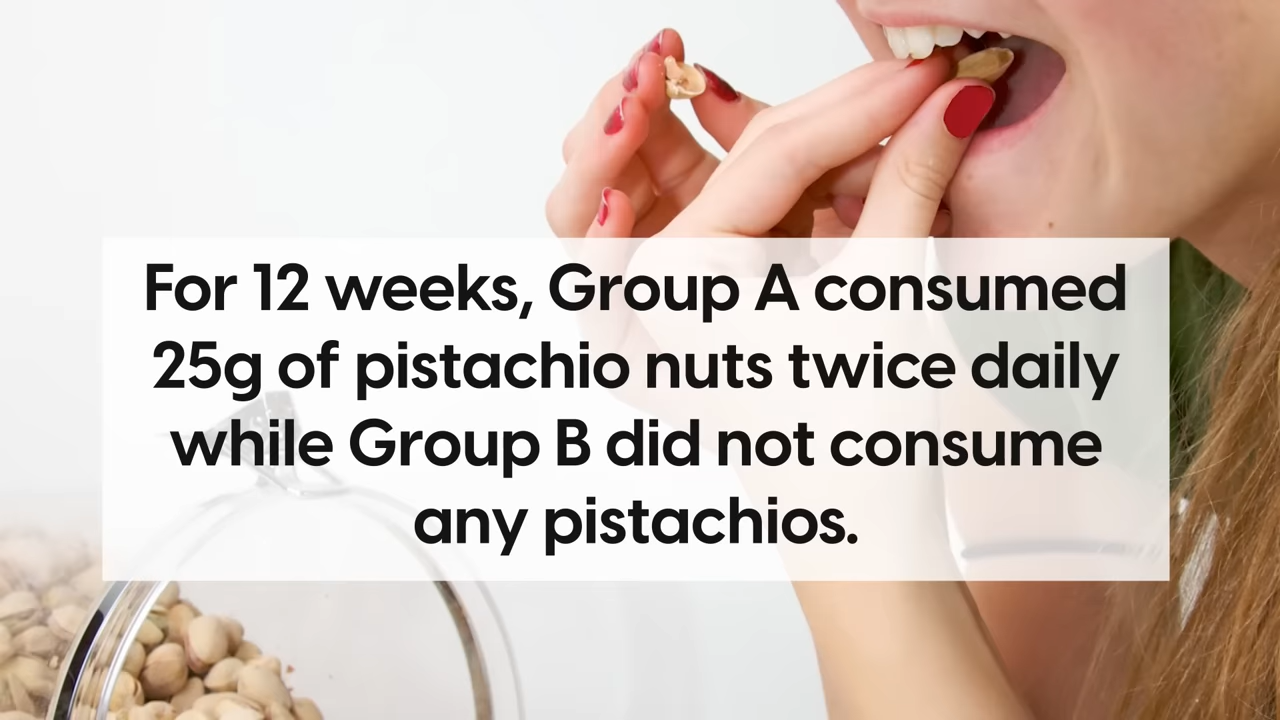 For 12 weeks, Group A consumed
25g of pistachio nuts twice daily
while Group B did not consume
any pistachios.